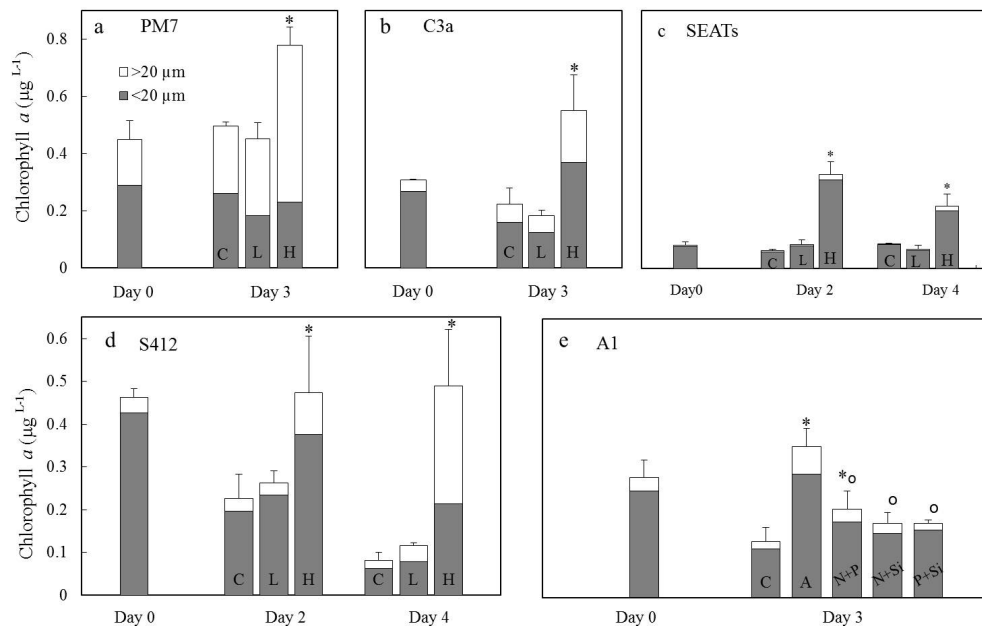 a PM7 *
b C3a *
c SEATs
>20 µm
<20 µm
Chlorophyll a (µg L-1)
0.8
0.6
0.4
0.2
0
C L H
C L H
* *
C L H C L H
Day 0 Day 3
Day 0 Day 3
Day0 Day 2 Day 4
d S412 * *
e A1
Chlorophyll a (µg L-1)
0.6
0.5
0.4
0.3
0.2
0.1
0
C L H C L H
* *o o o
C A N+P N+Si P+Si
Day 0 Day 2 Day 4
Day 0 Day 3